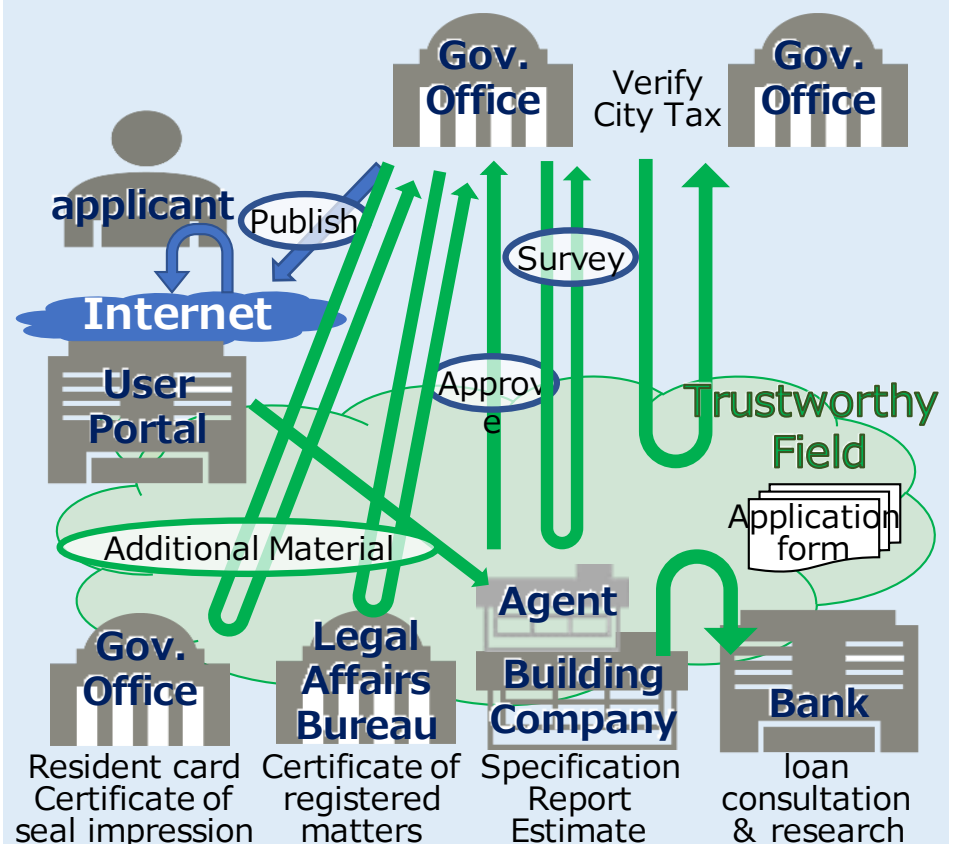 Gov.
Office
Verify
City Tax
Gov.
Office
applicant
Publish
Survey
Internet
User
Portal
Approv
e
Trustworthy
Field
Application
form
Additional Material
Agent
Gov.
Office
Legal
Affairs
Bureau
Building
Company
Bank
Resident card
Certificate of
seal impression
Certificate of
registered
matters
Specification
Report
Estimate
loan
consultation
& research